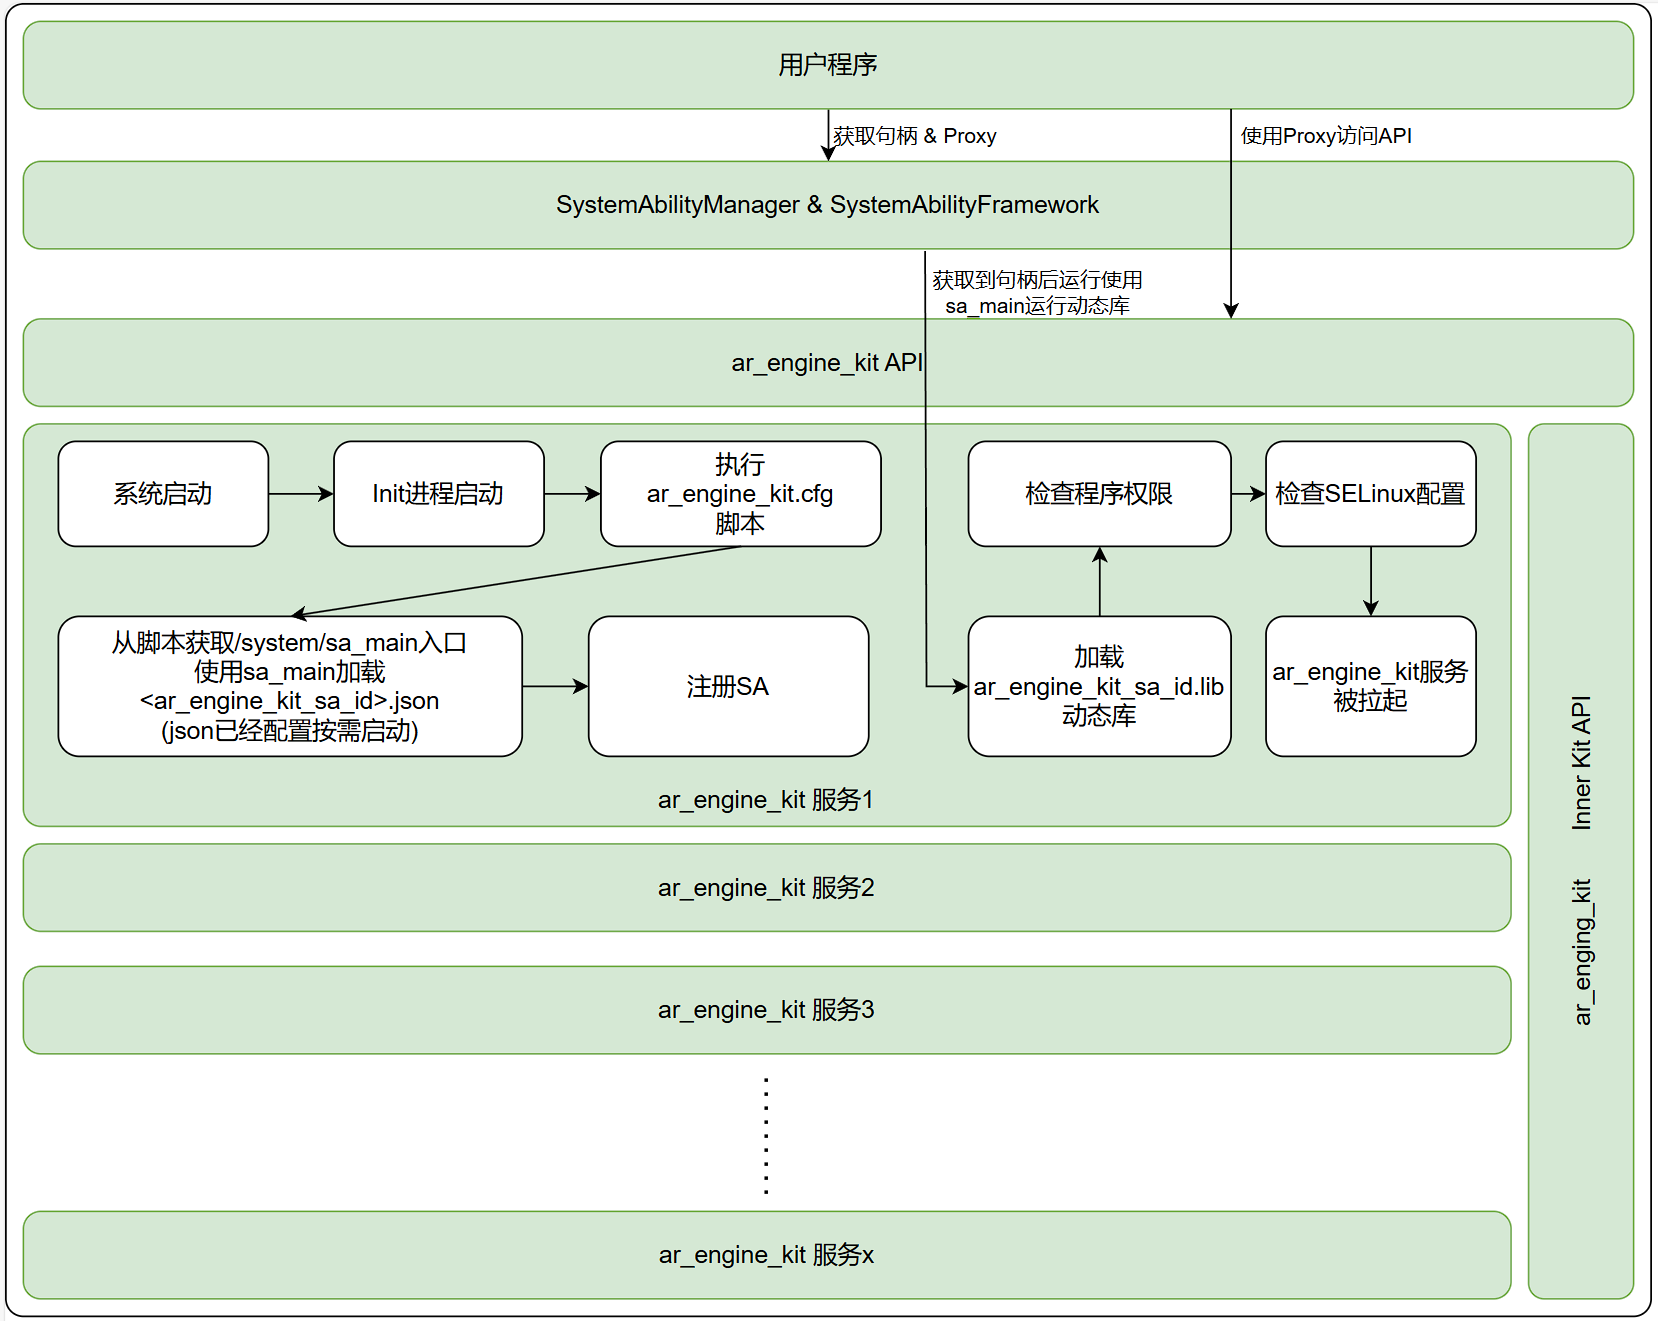 用户程序
获取句柄 & Proxy
使用Proxy访问API
SystemAbilityManager & SystemAbilityFramework
获取到句柄后运行使用
sa_main运行动态库
ar_engine_kit API
系统启动
Init进程启动
执行
ar_engine_kit.cfg
脚本
检查程序权限
检查SELinux配置
从脚本获取/system/sa_main入口
使用sa_main加载
<ar_engine_kit_sa_id>.json
(json已经配置按需启动)
注册SA
加载
ar_engine_kit_sa_id.lib
动态库
ar_engine_kit服务
被拉起
ar_engine_kit 服务1
ar_engine_kit 服务2
ar_engine_kit 服务3
ar_engine_kit 服务x
ar_enging_kit Inner Kit API